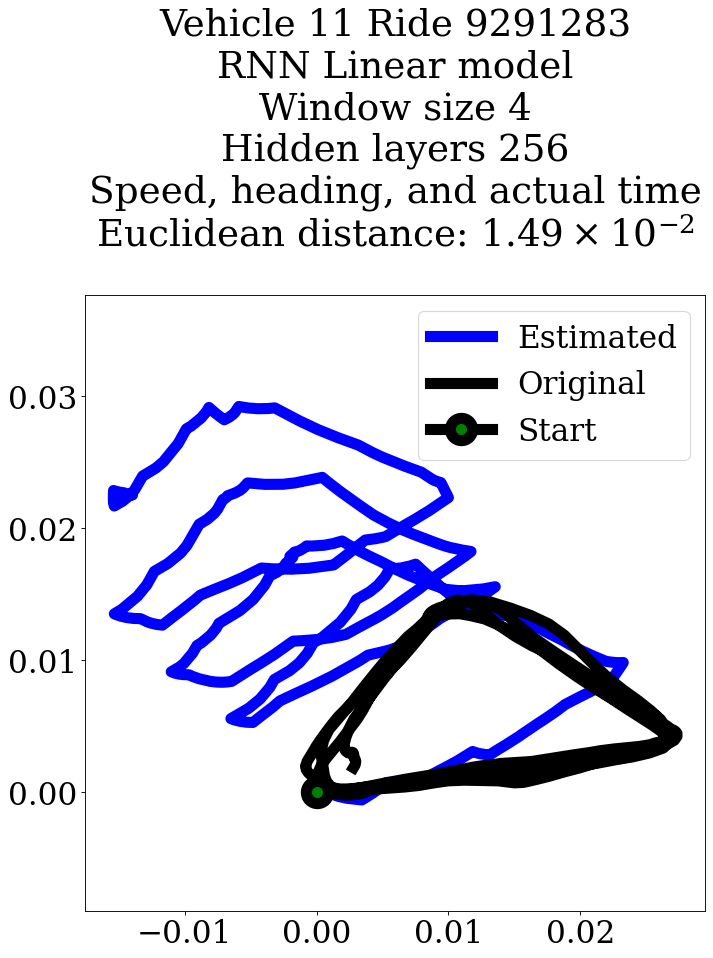 Vehicle 11 Ride 9291283
RNN Linear model
Window size 4
Hidden layers 256
Speed, heading, and actual time
Euclidean distance: 1.49 × 10⁻²
Estimated
Original
Start
0.03
0.02
0.01
0.00
−0.01 0.00 0.01 0.02